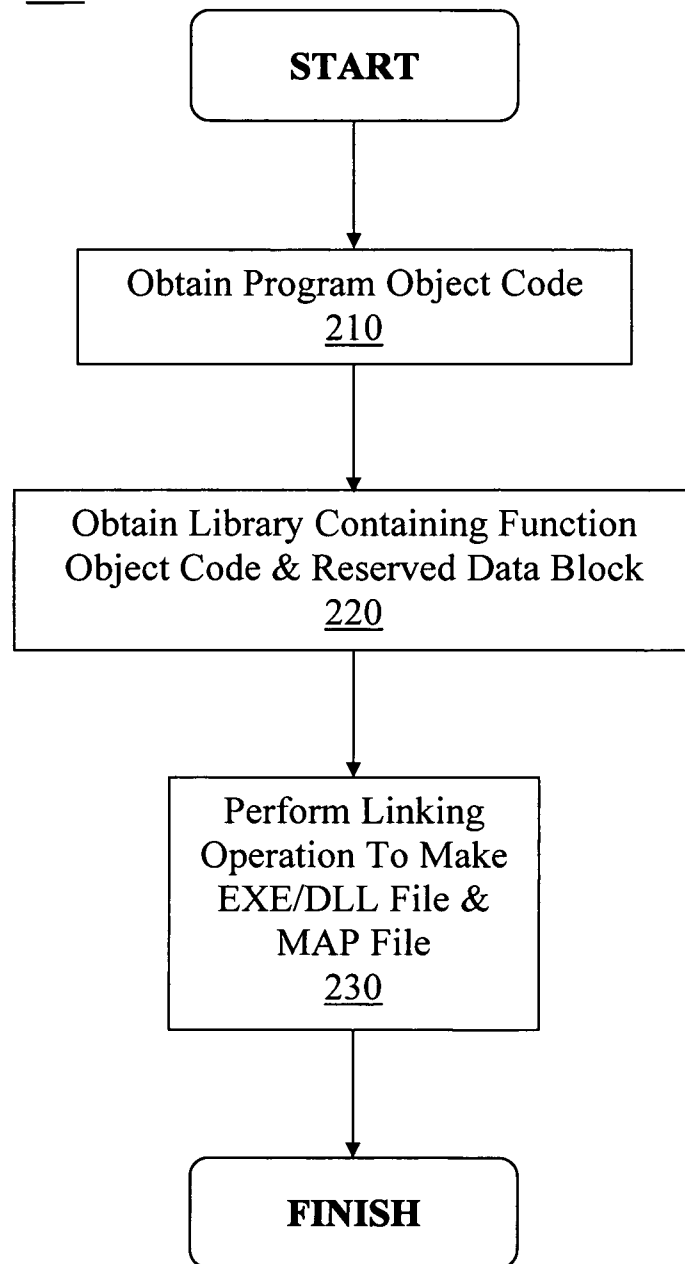 START
Obtain Program Object Code
210
Obtain Library Containing Function
Object Code & Reserved Data Block
220
Perform Linking
Operation To Make
EXE/DLL File &
MAP File
230
FINISH